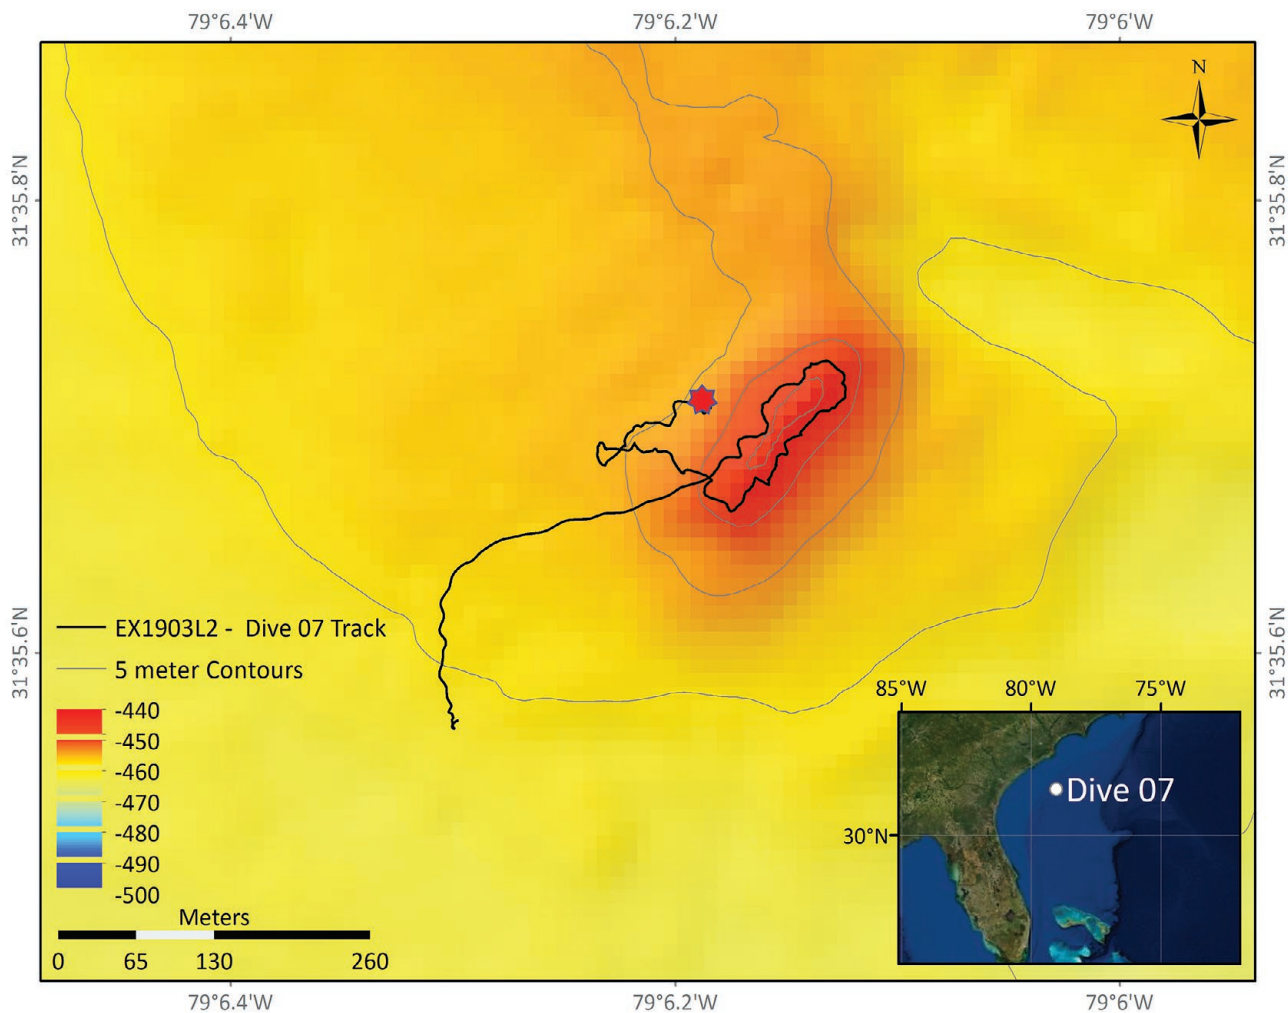 79°6.4'W 79°6.2'W 79°6'W
N
31°35.8'N 31°35.8'N
31°35.6'N 31°35.6'N
EX1903L2 - Dive 07 Track
5 meter Contours
-440
-450
-460
-470
-480
-490
-500
Meters
0 65 130 260
85°W 80°W 75°W
Dive 07
30°N
79°6.4'W 79°6.2'W 79°6'W